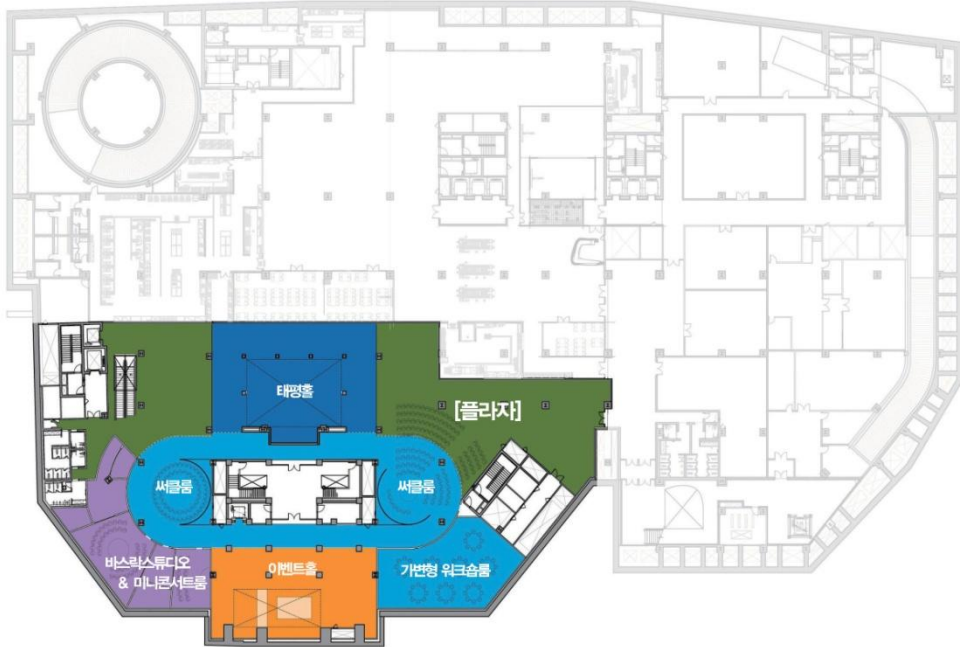 태평홀
[플라자]
써클룸
써클룸
바스락스튜디오
& 미니콘서트룸
이벤트홀
가변형 워크숍룸